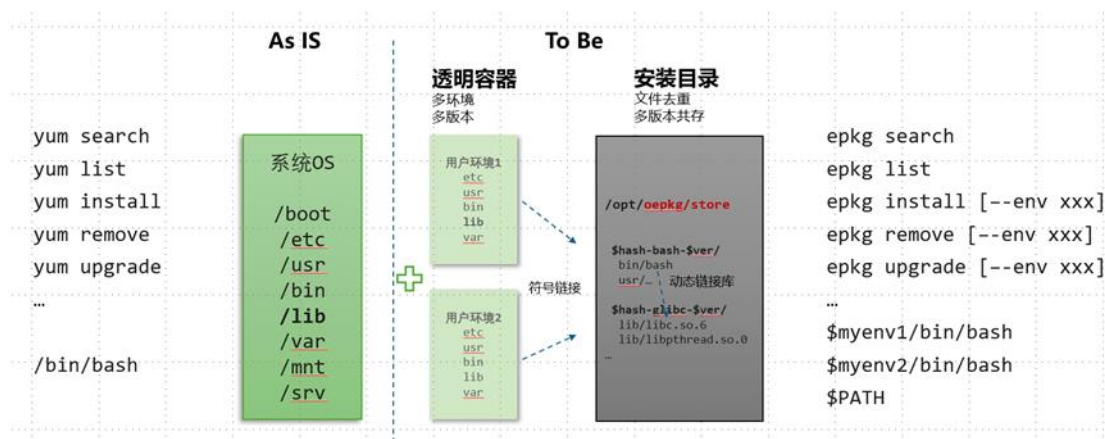 As IS
To Be
yum search
yum list
yum install
yum remove
yum upgrade
…
/bin/bash
系统OS
/boot
/etc
/usr
/bin
/lib
/var
/mnt
/srv
透明容器
多环境
多版本
用户环境1
etc
usr
bin
lib
var
用户环境2
etc
usr
bin
lib
var
符号链接
安装目录
文件去重
多版本共存
/opt/oepkg/store
$hash-bash-$ver/
bin/bash
usr/… 动态链接库
$hash-glibc-$ver/
lib/libc.so.6
lib/libpthread.so.0
…
epkg search
epkg list
epkg install [--env xxx]
epkg remove [--env xxx]
epkg upgrade [--env xxx]
…
$myenv1/bin/bash
$myenv2/bin/bash
$PATH